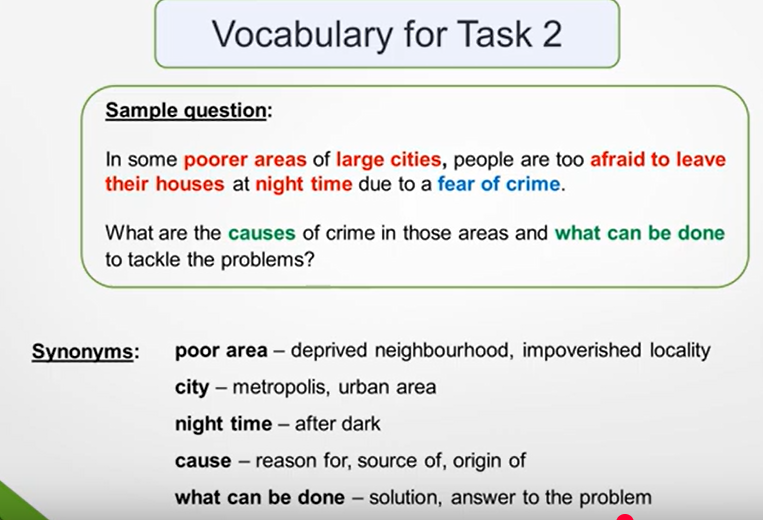 Vocabulary for Task 2
Sample question:
In some poorer areas of large cities, people are too afraid to leave
their houses at night time due to a fear of crime.
What are the causes of crime in those areas and what can be done
to tackle the problems?
Synonyms: poor area – deprived neighbourhood, impoverished locality
city – metropolis, urban area
night time – after dark
cause – reason for, source of, origin of
what can be done – solution, answer to the problem